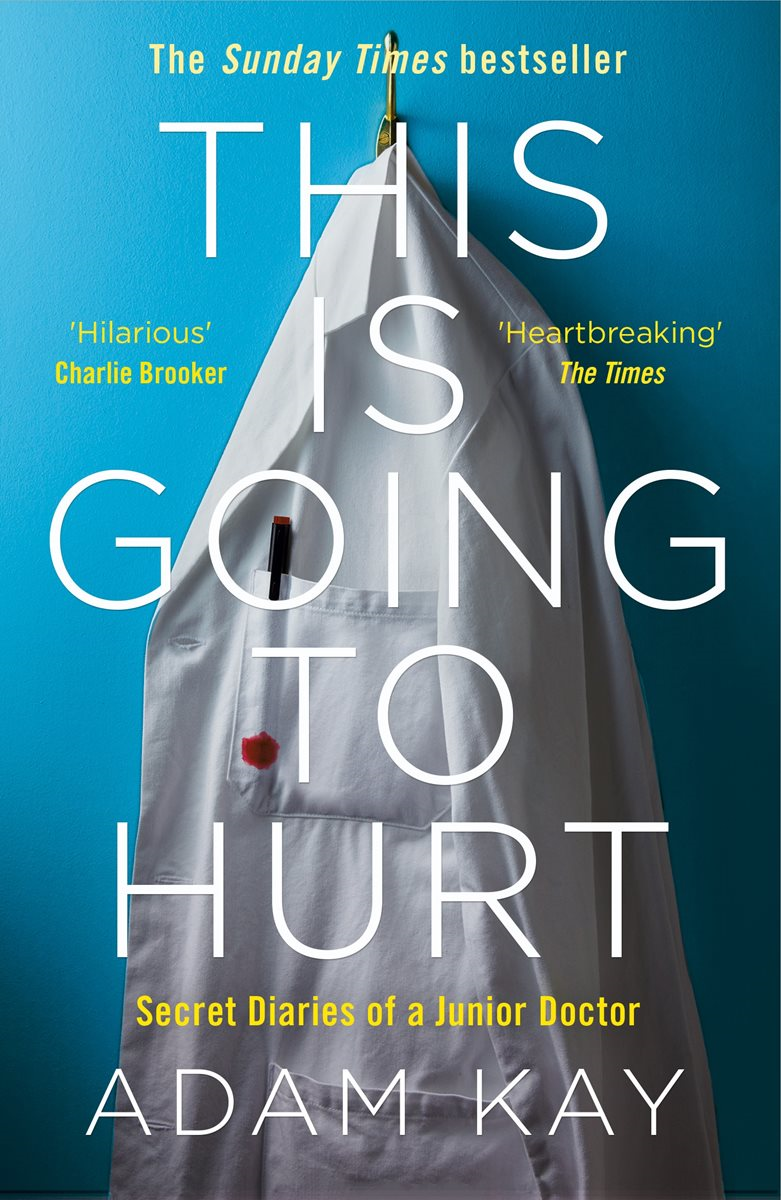 The Sunday Times bestseller
THIS
IS
'Hilarious'
Charlie Brooker
'Heartbreaking'
The Times
GOING
TO
HURT
Secret Diaries of a Junior Doctor
ADAM KAY